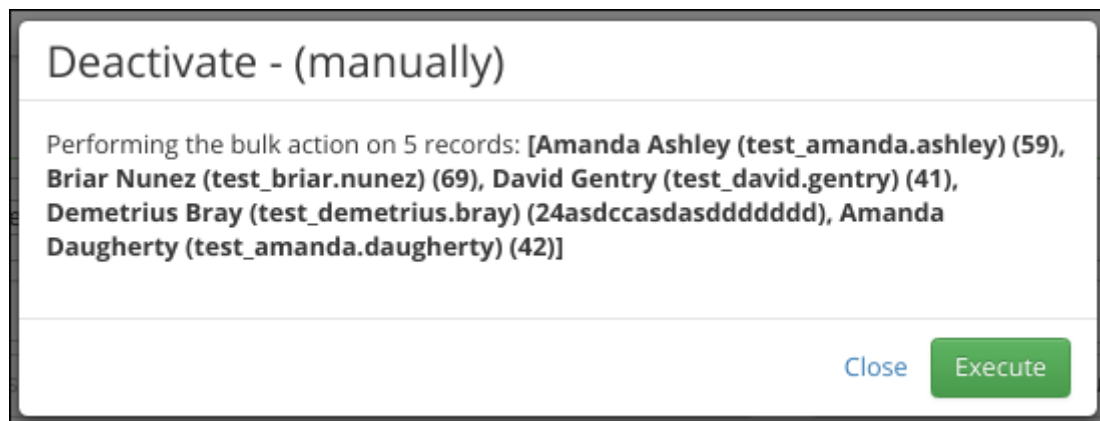 Deactivate - (manually)
Performing the bulk action on 5 records: [Amanda Ashley (test_amanda.ashley) (59),
Briar Nunez (test_briar.nunez) (69), David Gentry (test_david.gentry) (41),
Demetrius Bray (test_demetrius.bray) (24asdccasdasddddddd), Amanda
Daugherty (test_amanda.daugherty) (42)]
Close Execute